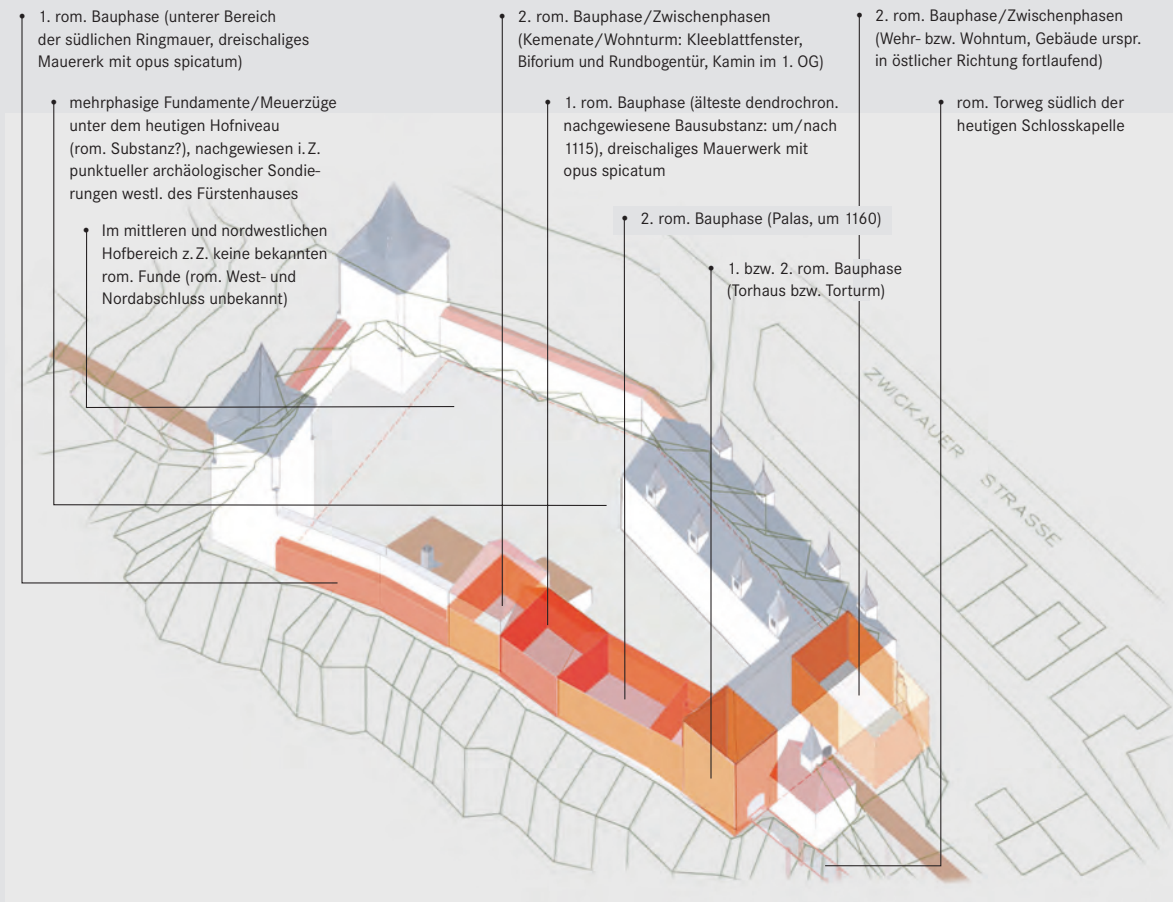 1. rom. Bauphase (unterer Bereich
der südlichen Ringmauer, dreischaliges
Mauererk mit opus spicatum)
mehrphasige Fundamente/Meuerzüge
unter dem heutigen Hofniveau
(rom. Substanz?), nachgewiesen i. Z.
punktueller archäologischer Sondie-
rungen westl. des Fürstenhauses
Im mittleren und nordwestlichen
Hofbereich z. Z. keine bekannten
rom. Funde (rom. West- und
Nordabschluss unbekannt)
2. rom. Bauphase/Zwischenphasen
(Kemenate/Wohnturm: Kleeblattfenster,
Biforium und Rundbogentür, Kamin im 1. OG)
1. rom. Bauphase (älteste dendrochron.
nachgewiesene Bausubstanz: um/nach
1115), dreischaliges Mauerwerk mit
opus spicatum
2. rom. Bauphase (Palas, um 1160)
1. bzw. 2. rom. Bauphase
(Torhaus bzw. Torturm)
2. rom. Bauphase/Zwischenphasen
(Wehr- bzw. Wohntum, Gebäude urspr.
in östlicher Richtung fortlaufend)
rom. Torweg südlich der
heutigen Schlosskapelle
ZWICKAUER STRASSE